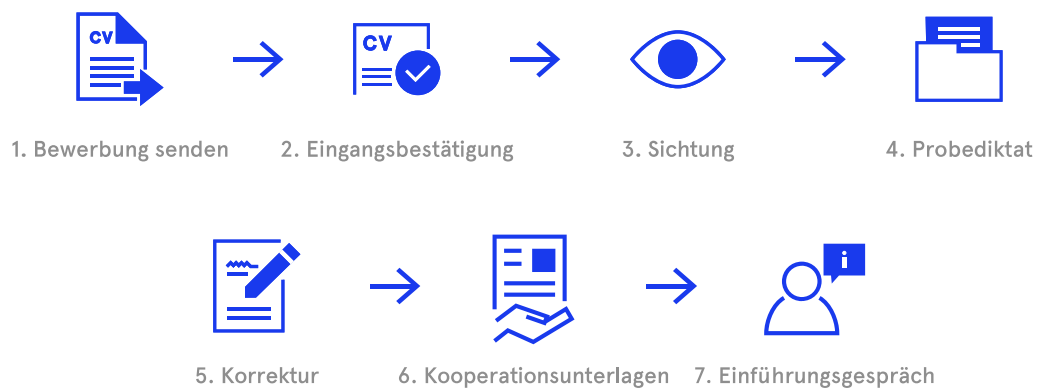 CV
CV
1. Bewerbung senden
2. Eingangsbestätigung
3. Sichtung
4. Probediktat
i
5. Korrektur
6. Kooperationsunterlagen
7. Einführungsgespräch